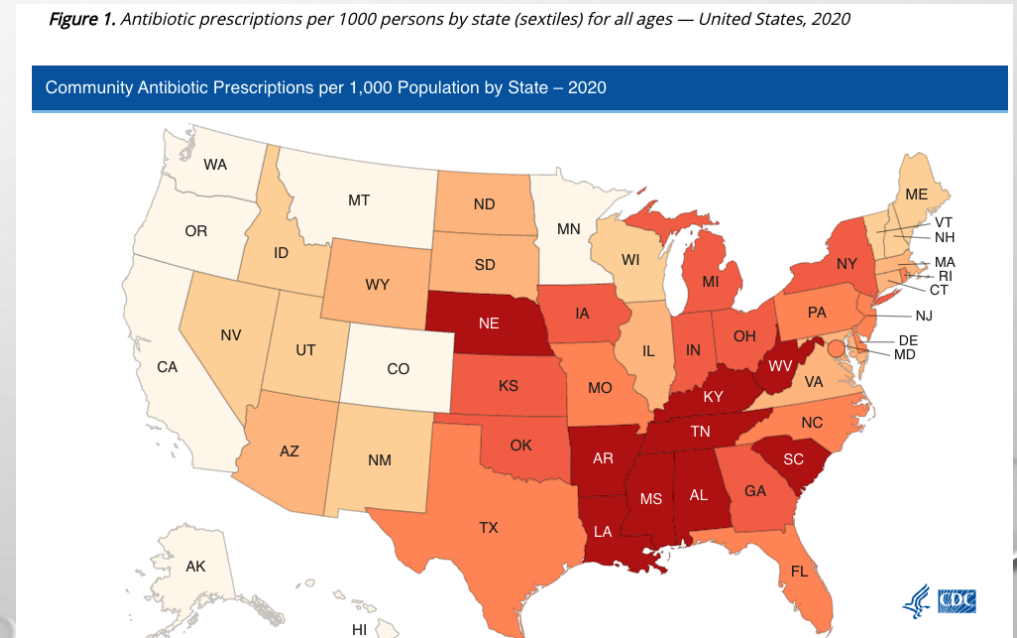 Figure 1. Antibiotic prescriptions per 1000 persons by state (sextiles) for all ages — United States, 2020
Community Antibiotic Prescriptions per 1,000 Population by State – 2020
WA
MT
ND
MN
ME
VT
NH
OR
ID
SD
WI
MI
NY
MA
RI
CT
WY
NE
IA
PA
NJ
NV
UT
CO
IL
IN
OH
DE
MD
CA
KS
MO
KY
WV
VA
AZ
NM
OK
AR
TN
NC
SC
TX
LA
MS
AL
GA
AK
FL
HI
CDC